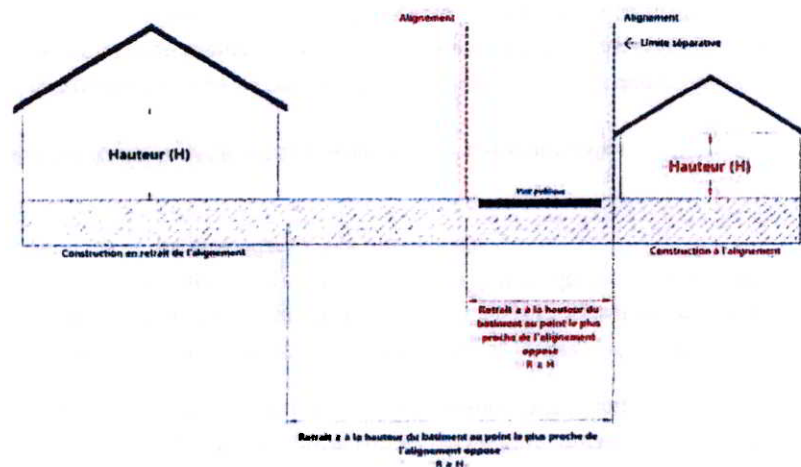 Alignement
Alignement
← Limite séparative
Hauteur (H)
Hauteur (H)
Voie publique
Construction en retrait de l'alignement
Construction à l'alignement
Retrait ≥ à la hauteur du
bâtiment au point le plus
proche de l'alignement
opposé
R ≥ H
Retrait ≥ à la hauteur du bâtiment au point le plus proche de
l'alignement opposé
R ≥ H